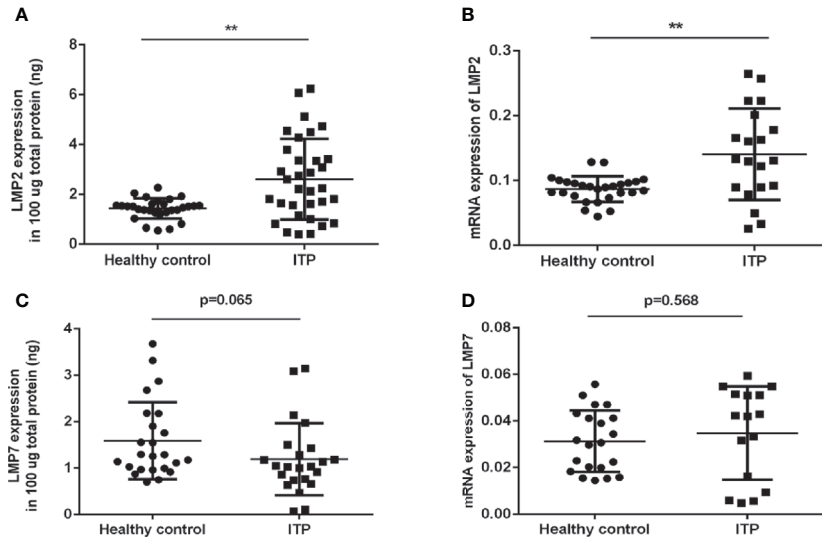 A
**
LMP2 expression
in 100 ug total protein (ng)
8
6
4
2
0
Healthy control ITP
B
**
mRNA expression of LMP2
0.3
0.2
0.1
0.0
Healthy control ITP
C
p=0.065
LMP7 expression
in 100 ug total protein (ng)
4
3
2
1
0
Healthy control ITP
D
p=0.568
mRNA expression of LMP7
0.08
0.06
0.04
0.02
0.00
Healthy control ITP